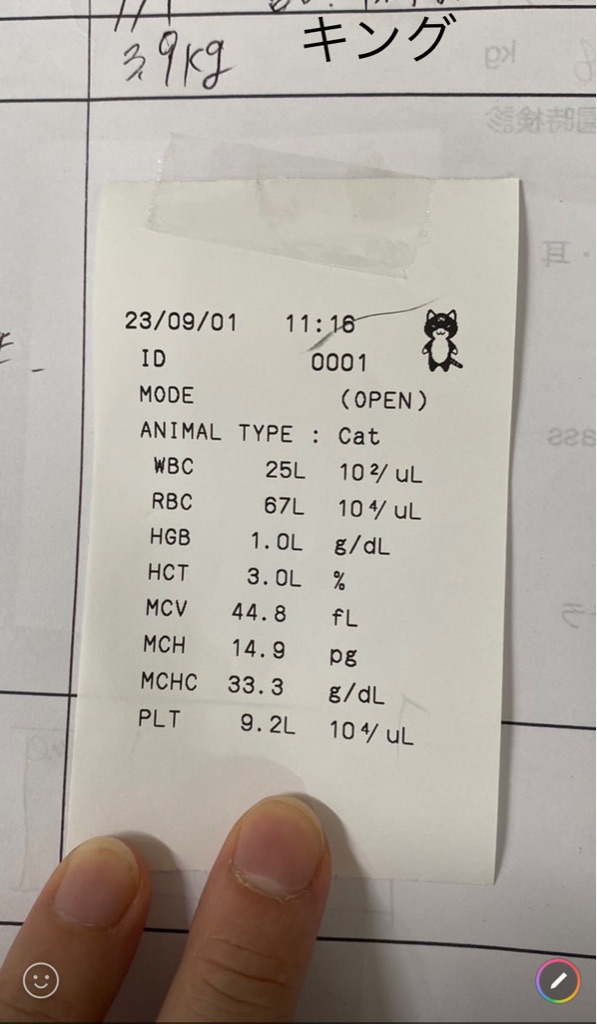 キング
3.9kg
23/09/01 11:16
ID 0001
MODE (OPEN)
ANIMAL TYPE : Cat
WBC 25L 10²/uL
RBC 67L 10⁴/uL
HGB 1.0L g/dL
HCT 3.0L %
MCV 44.8 fL
MCH 14.9 pg
MCHC 33.3 g/dL
PLT 9.2L 10⁴/uL